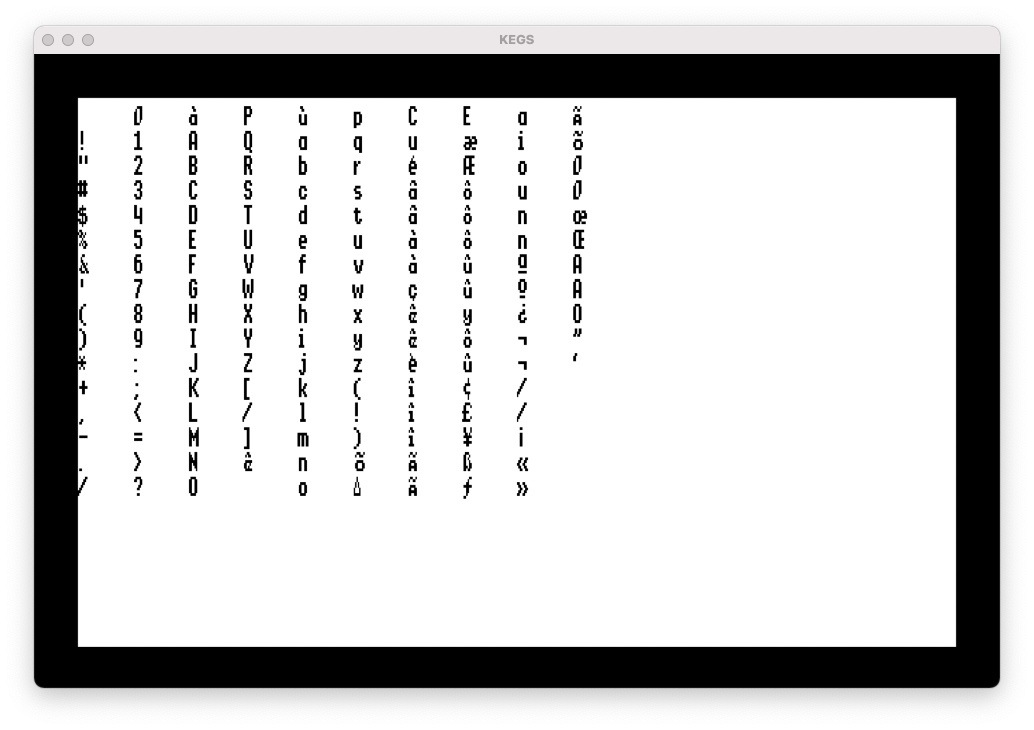 KEGS
Ø à P ù p C E a Ã
! 1 A Q a q u æ i õ
" 2 B R b r é Æ o Ø
# 3 C S c s â ô u Ø
$ 4 D T d t â ô n œ
% 5 E U e u à ô n Œ
& 6 F V f v à û ª A
' 7 G W g w ç û º A
( 8 H X h x ê y ¿ O
) 9 I Y i y ê ô ¬ ”
* : J Z j z è û ¬ ‘
+ ; K [ k ( î ¢ /
, < L / l ! î £ /
- = M ] m ) î ¥ i
. > N ê n õ Ã ß «
/ ? O o Ã ƒ »